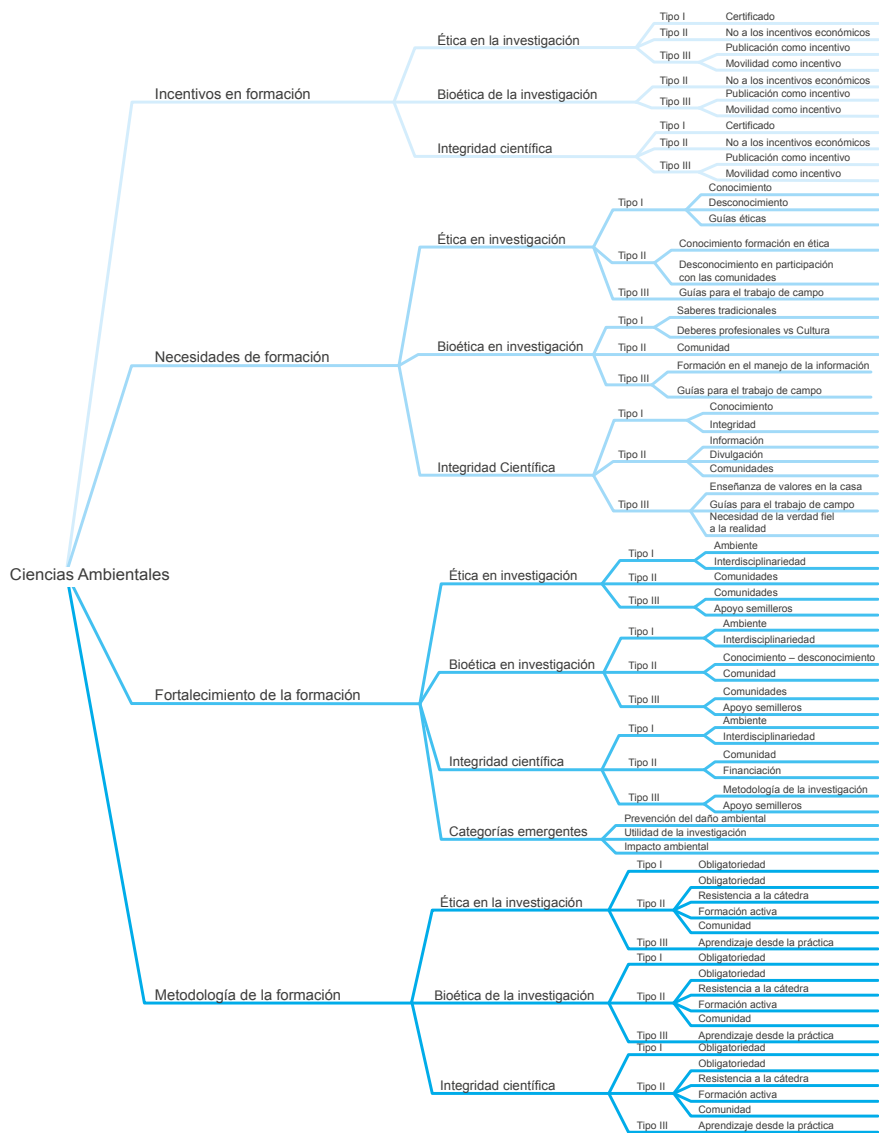 Ciencias Ambientales
Incentivos en formación
Ética en la investigación
Tipo I
Certificado
Tipo II
No a los incentivos económicos
Tipo III
Publicación como incentivo
Movilidad como incentivo
Bioética de la investigación
Tipo II
No a los incentivos económicos
Tipo III
Publicación como incentivo
Movilidad como incentivo
Integridad científica
Tipo I
Certificado
Tipo II
No a los incentivos económicos
Tipo III
Publicación como incentivo
Movilidad como incentivo
Necesidades de formación
Ética en investigación
Tipo I
Conocimiento
Desconocimiento
Guías éticas
Tipo II
Conocimiento formación en ética
Desconocimiento en participación
con las comunidades
Tipo III
Guías para el trabajo de campo
Bioética en investigación
Tipo I
Saberes tradicionales
Deberes profesionales vs Cultura
Tipo II
Comunidad
Tipo III
Formación en el manejo de la información
Guías para el trabajo de campo
Integridad Científica
Tipo I
Conocimiento
Integridad
Tipo II
Información
Divulgación
Comunidades
Tipo III
Enseñanza de valores en la casa
Guías para el trabajo de campo
Necesidad de la verdad fiel
a la realidad
Fortalecimiento de la formación
Ética en investigación
Tipo I
Ambiente
Interdisciplinariedad
Tipo II
Comunidades
Tipo III
Comunidades
Apoyo semilleros
Bioética en investigación
Tipo I
Ambiente
Interdisciplinariedad
Tipo II
Conocimiento – desconocimiento
Comunidad
Tipo III
Comunidades
Apoyo semilleros
Integridad científica
Tipo I
Ambiente
Interdisciplinariedad
Tipo II
Comunidad
Financiación
Tipo III
Metodología de la investigación
Apoyo semilleros
Categorías emergentes
Prevención del daño ambiental
Utilidad de la investigación
Impacto ambiental
Metodología de la formación
Ética en la investigación
Tipo I
Obligatoriedad
Tipo II
Obligatoriedad
Resistencia a la cátedra
Formación activa
Comunidad
Tipo III
Aprendizaje desde la práctica
Bioética de la investigación
Tipo I
Obligatoriedad
Tipo II
Obligatoriedad
Resistencia a la cátedra
Formación activa
Comunidad
Tipo III
Aprendizaje desde la práctica
Integridad científica
Tipo I
Obligatoriedad
Tipo II
Obligatoriedad
Resistencia a la cátedra
Formación activa
Comunidad
Tipo III
Aprendizaje desde la práctica